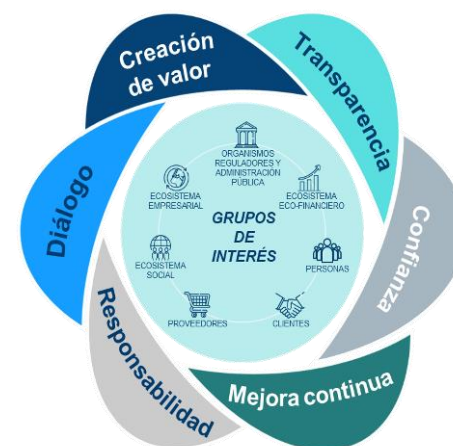 Creación
de valor
Transparencia
Confianza
Mejora continua
Responsabilidad
Diálogo
GRUPOS
DE
INTERÉS
ORGANISMOS
REGULADORES Y
ADMINISTRACIÓN
PÚBLICA
ECOSISTEMA
ECO-FINANCIERO
PERSONAS
CLIENTES
PROVEEDORES
ECOSISTEMA
SOCIAL
ECOSISTEMA
EMPRESARIAL